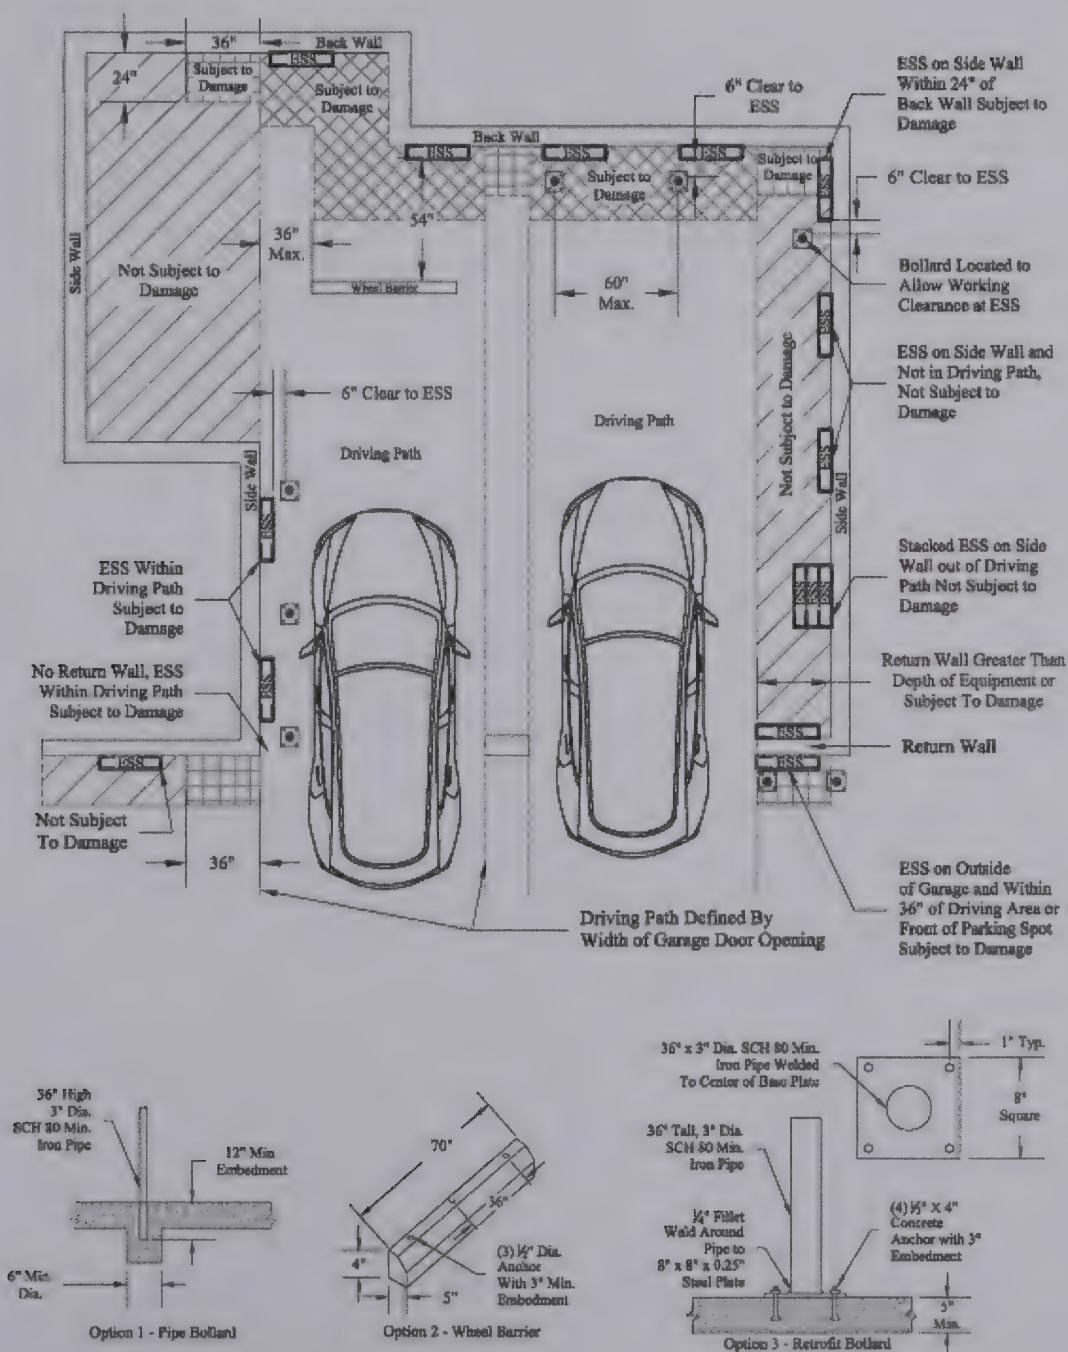 36"
Back Wall
ESS
24"
Subject to
Damage
Subject to
Damage
6" Clear to
ESS
ESS on Side Wall
Within 24" of
Back Wall Subject to
Damage
Back Wall
ESS
ESS
ESS
Subject to
Damage
Subject to
Damage
ESS
6" Clear to ESS
54"
36"
Max.
Side Wall
Not Subject to
Damage
Wheel Barrier
60"
Max.
Bollard Located to
Allow Working
Clearance at ESS
ESS
ESS on Side Wall and
Not in Driving Path,
Not Subject to
Damage
6" Clear to ESS
Driving Path
Driving Path
Not Subject to Damage
ESS
Side Wall
Side Wall
ESS
ESS Within
Driving Path
Subject to
Damage
Stacked ESS on Side
Wall out of Driving
Path Not Subject to
Damage
ESS
ESS
ESS
No Return Wall, ESS
Within Driving Path
Subject to Damage
ESS
Return Wall Greater Than
Depth of Equipment or
Subject To Damage
ESS
Return Wall
ESS
ESS
Not Subject
To Damage
36"
ESS on Outside
of Garage and Within
36" of Driving Area or
Front of Parking Spot
Subject to Damage
Driving Path Defined By
Width of Garage Door Opening
36" High
3" Dia.
SCH 80 Min.
Iron Pipe
12" Min
Embedment
6" Min.
Dia.
Option 1 - Pipe Bollard
70"
36"
4"
5"
(3) ½" Dia.
Anchor
With 3" Min.
Embodment
Option 2 - Wheel Barrier
36" x 3" Dia. SCH 80 Min.
Iron Pipe Welded
To Center of Base Plate
1" Typ.
8"
Square
36" Tall, 3" Dia.
SCH 80 Min.
Iron Pipe
¼" Fillet
Weld Around
Pipe to
8" x 8" x 0.25"
Steel Plate
(4) ½" X 4"
Concrete
Anchor with 3"
Embedment
5"
Min.
Option 3 - Retrofit Bollard